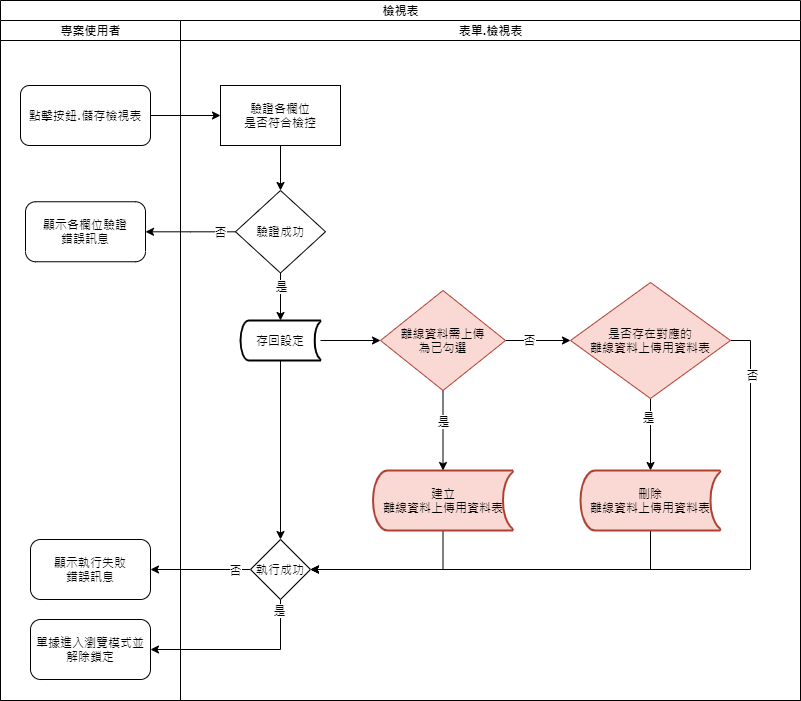 檢視表
專案使用者
表單.檢視表
點擊按鈕.儲存檢視表
驗證各欄位
是否符合檢控
顯示各欄位驗證
錯誤訊息
否
驗證成功
是
存回設定
離線資料需上傳
為已勾選
否
是否存在對應的
離線資料上傳用資料表
否
是
是
建立
離線資料上傳用資料表
刪除
離線資料上傳用資料表
顯示執行失敗
錯誤訊息
否
執行成功
是
單據進入瀏覽模式並
解除鎖定